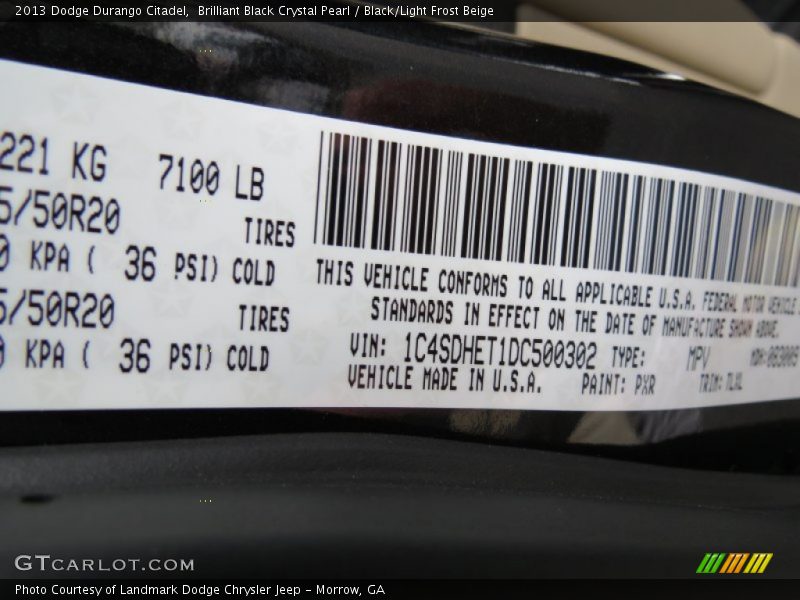 2013 Dodge Durango Citadel, Brilliant Black Crystal Pearl / Black/Light Frost Beige
221 KG 7100 LB
5/50R20 TIRES
0 KPA ( 36 PSI) COLD
5/50R20 TIRES
0 KPA ( 36 PSI) COLD
THIS VEHICLE CONFORMS TO ALL APPLICABLE U.S.A. FEDERAL MOTOR VEHICLE
STANDARDS IN EFFECT ON THE DATE OF MANUFACTURE SHOWN ABOVE.
VIN: 1C4SDHET1DC500302 TYPE: MPV MDH:
VEHICLE MADE IN U.S.A. PAINT: PXR TRIM:
GTCARLOT.COM
Photo Courtesy of Landmark Dodge Chrysler Jeep - Morrow, GA